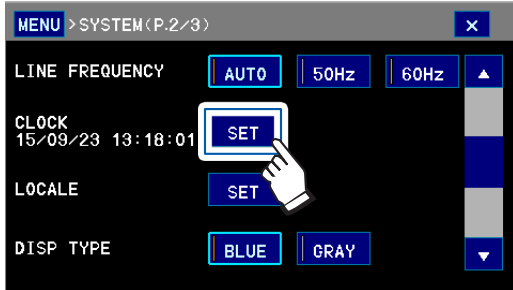 MENU >SYSTEM(P.2/3) ×
LINE FREQUENCY AUTO 50Hz 60Hz ▲
CLOCK
15/09/23 13:18:01 SET
LOCALE SET
DISP TYPE BLUE GRAY ▼